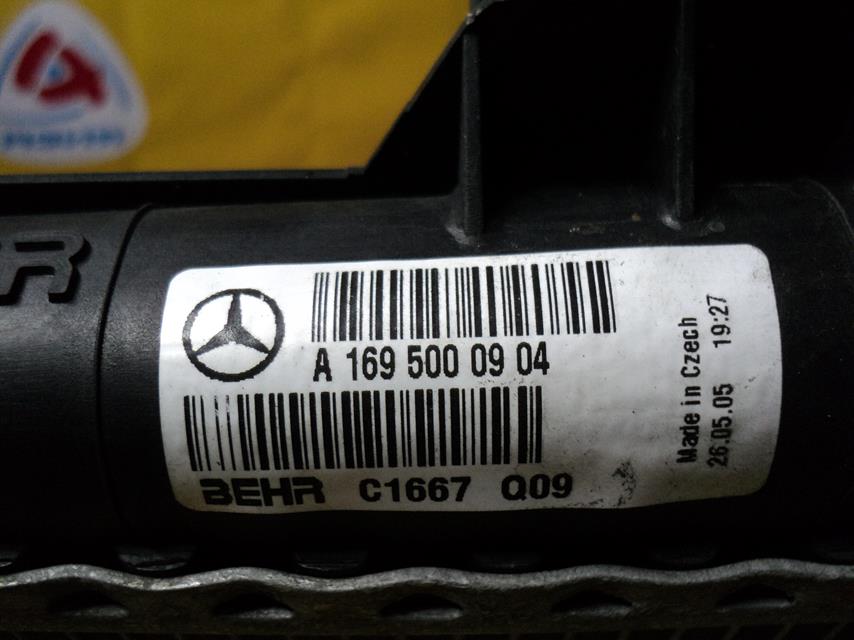 A 169 500 09 04
BEHR C1667 Q09
Made in Czech
26.05.05 19:27